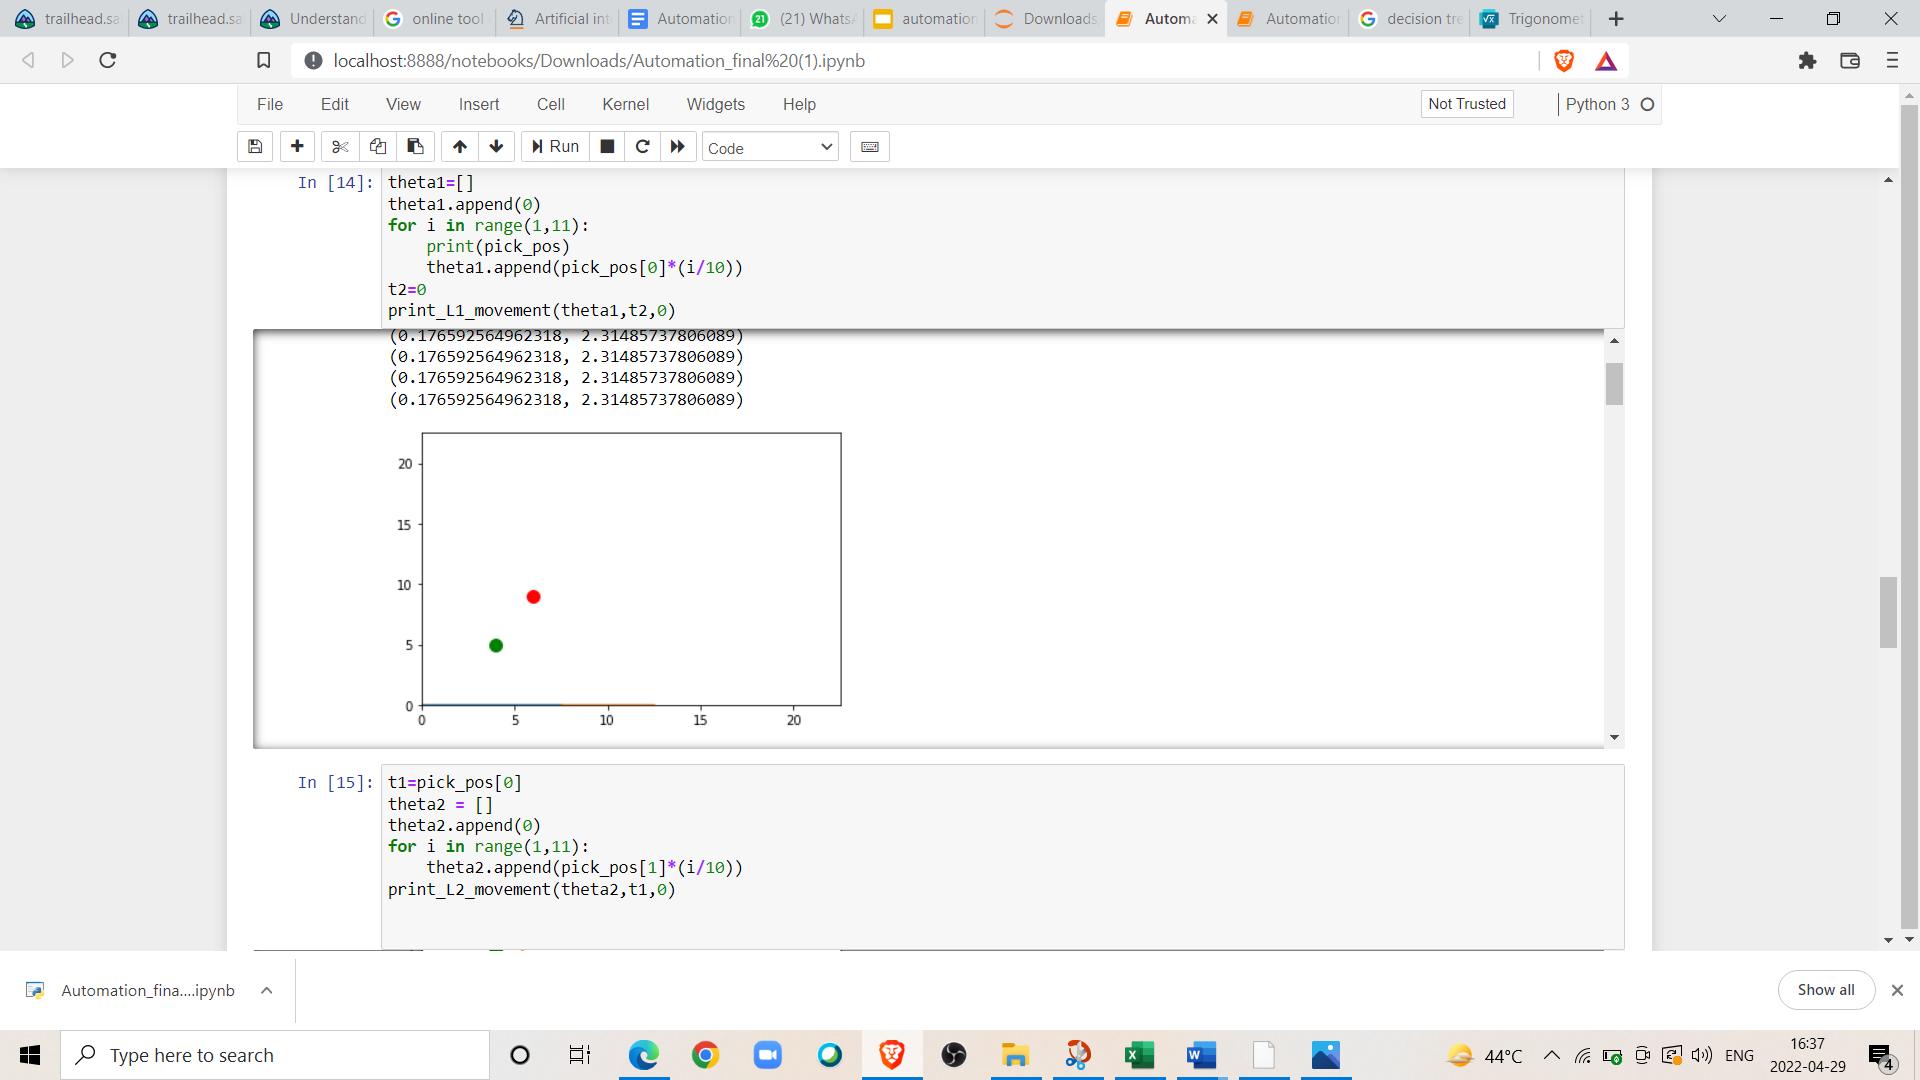 trailhead.sa
trailhead.sa
Understand
online tool
Artificial int
Automation
21
(21) WhatsA
automation
Downloads
Automa
Automation
decision tre
Trigonomet
localhost:8888/notebooks/Downloads/Automation_final%20(1).ipynb
File Edit View Insert Cell Kernel Widgets Help
Not Trusted
Python 3
Run
Code
In [14]:
theta1=[]
theta1.append(0)
for i in range(1,11):
    print(pick_pos)
    theta1.append(pick_pos[0]*(i/10))
t2=0
print_L1_movement(theta1,t2,0)
(0.176592564962318, 2.31485737806089)
(0.176592564962318, 2.31485737806089)
(0.176592564962318, 2.31485737806089)
(0.176592564962318, 2.31485737806089)
20
15
10
5
0
0 5 10 15 20
In [15]:
t1=pick_pos[0]
theta2 = []
theta2.append(0)
for i in range(1,11):
    theta2.append(pick_pos[1]*(i/10))
print_L2_movement(theta2,t1,0)
Automation_fina....ipynb
Show all
Type here to search
44°C
ENG
16:37
2022-04-29
4